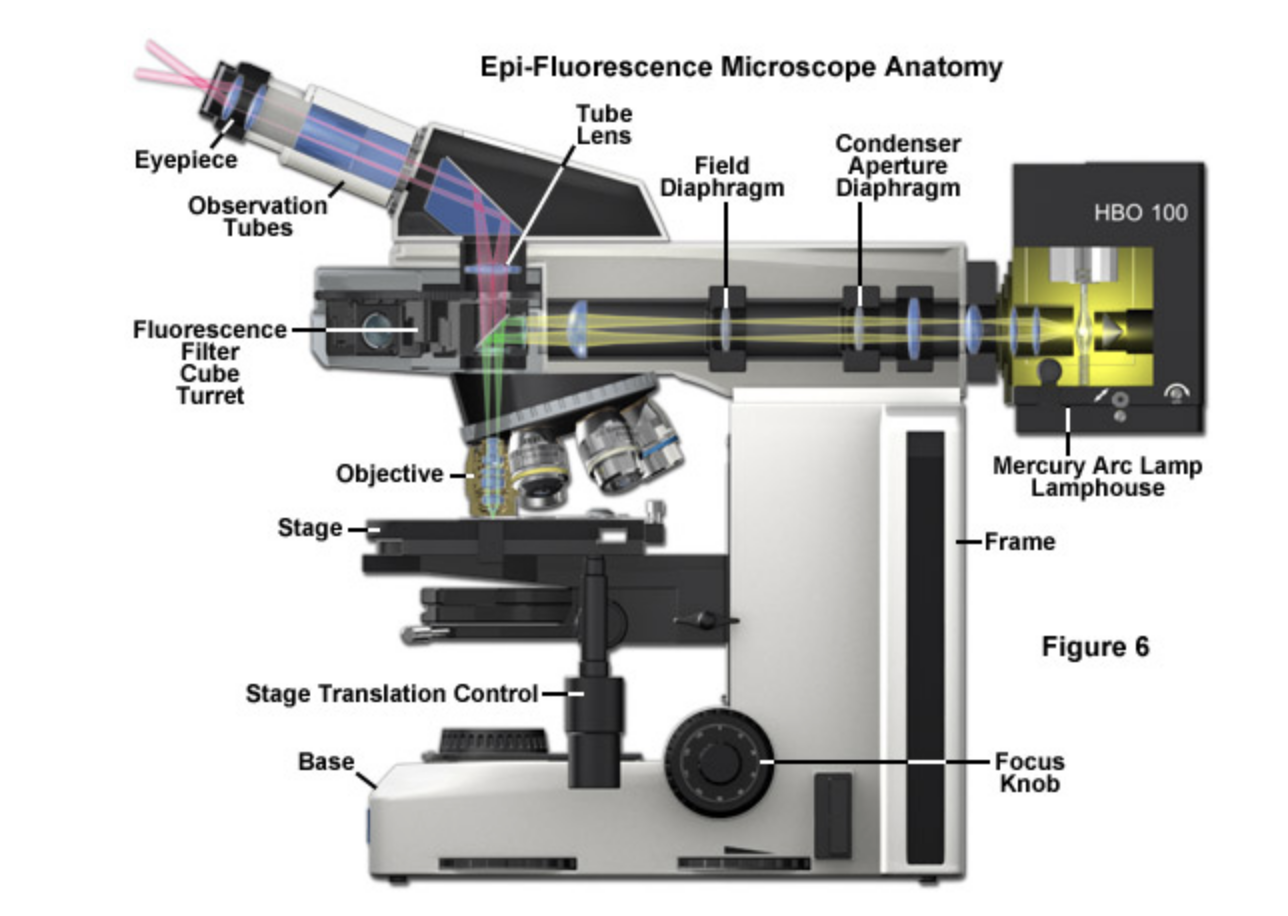 Epi-Fluorescence Microscope Anatomy
Tube
Lens
Eyepiece
Observation
Tubes
Field
Diaphragm
Condenser
Aperture
Diaphragm
HBO 100
Fluorescence
Filter
Cube
Turret
Objective
Mercury Arc Lamp
Lamphouse
Stage
Frame
Figure 6
Stage Translation Control
Base
Focus
Knob